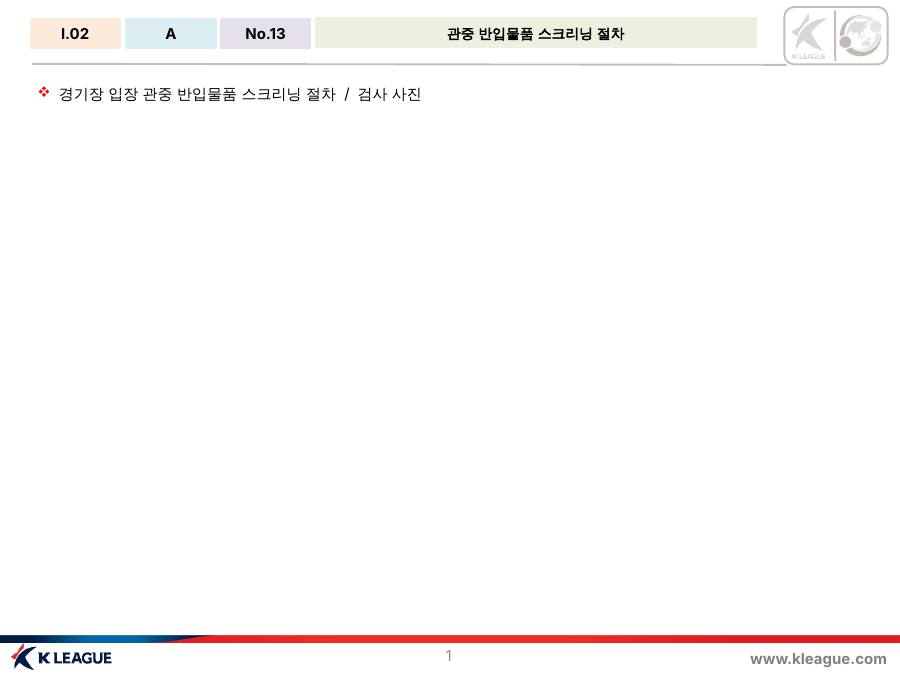 I.02
A
No.13
관중 반입물품 스크리닝 절차
K LEAGUE
경기장 입장 관중 반입물품 스크리닝 절차 / 검사 사진
K LEAGUE
1
www.kleague.com